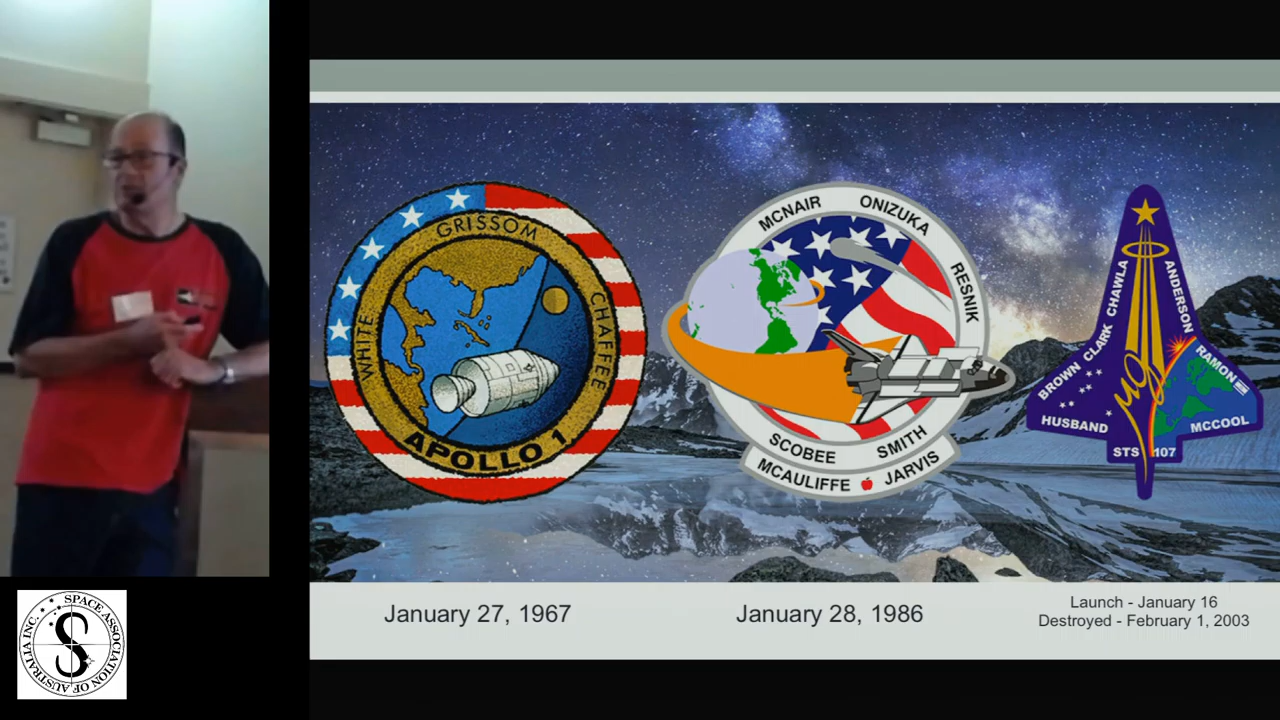 GRISSOM
WHITE
CHAFFEE
APOLLO 1
MCNAIR
ONIZUKA
RESNIK
SCOBEE
SMITH
MCAULIFFE
JARVIS
CHAWLA
ANDERSON
CLARK
BROWN
RAMON
HUSBAND
MCCOOL
STS 107
January 27, 1967
January 28, 1986
Launch - January 16
Destroyed - February 1, 2003
SPACE ASSOCIATION OF AUSTRALIA INC.
S